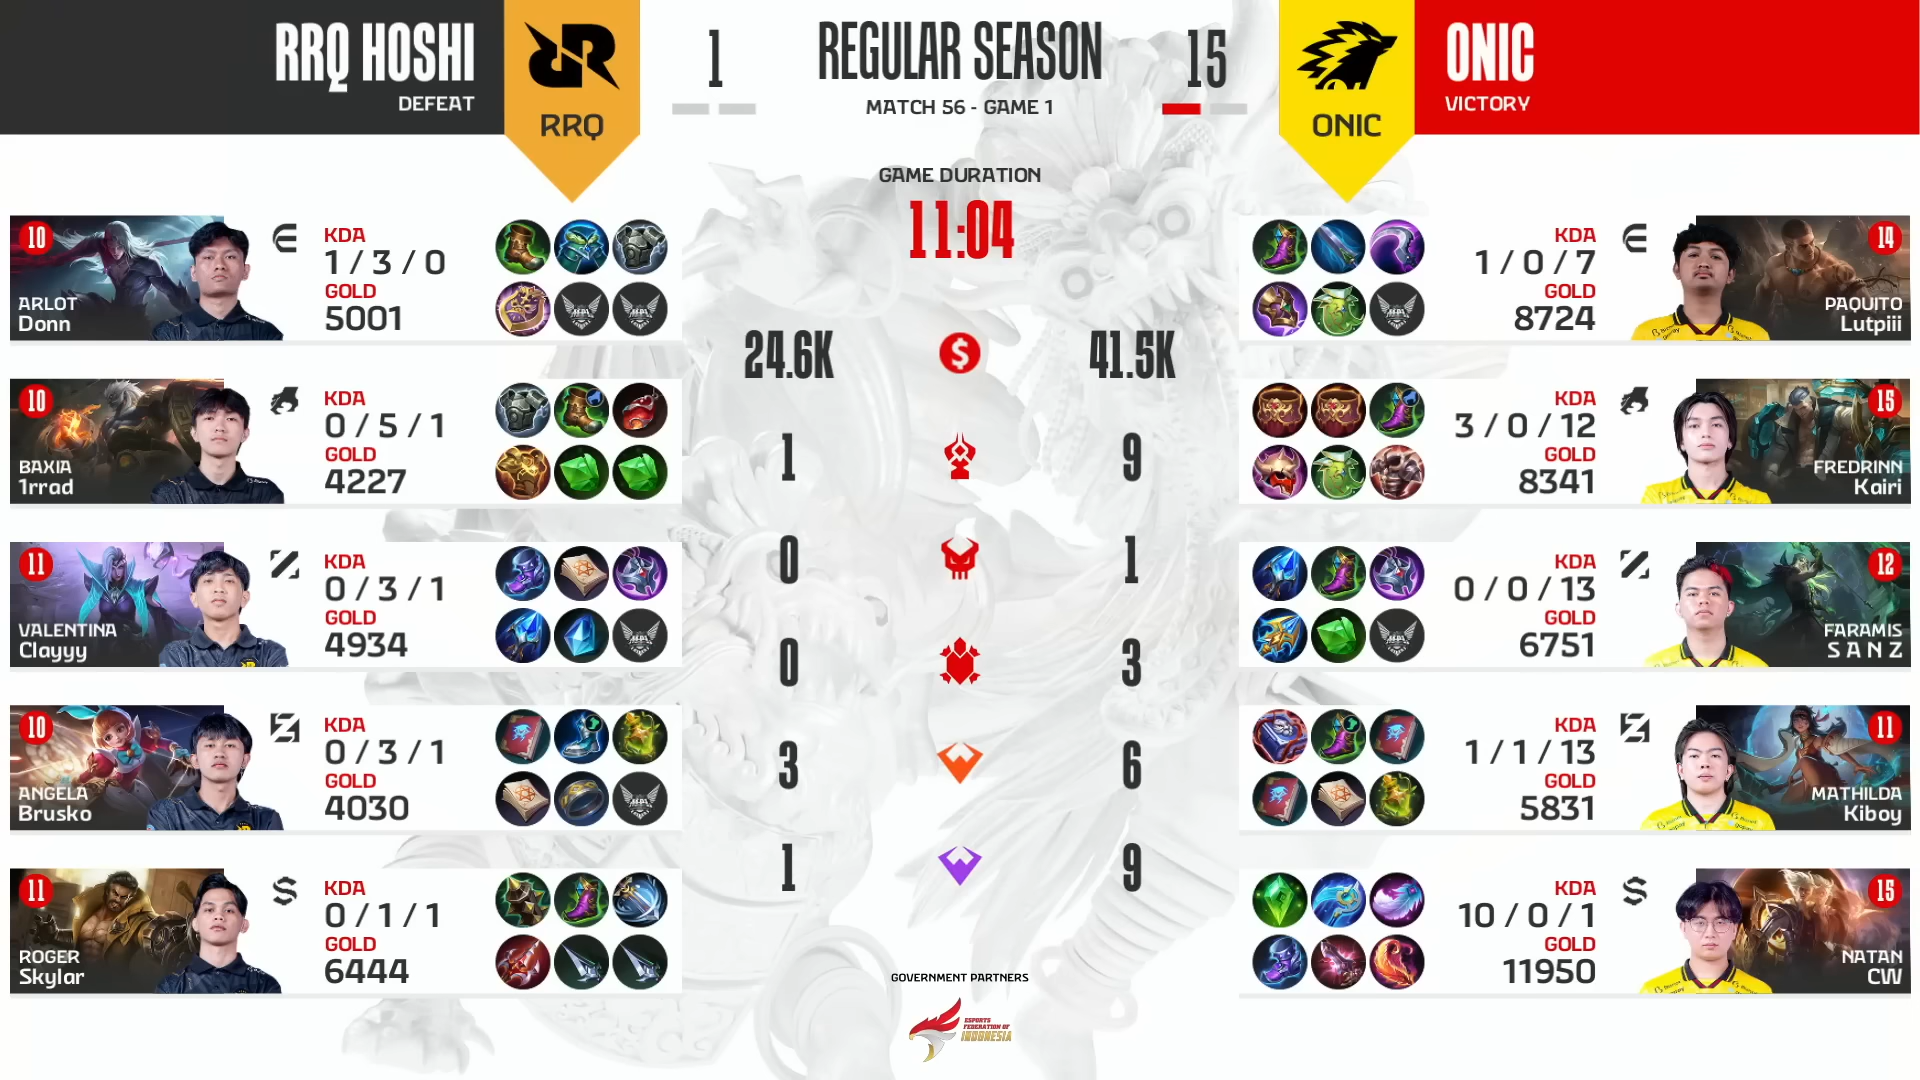 RRQ HOSHI
DEFEAT
RRQ
1
REGULAR SEASON
MATCH 56 - GAME 1
15
ONIC
ONIC
VICTORY
GAME DURATION
11:04
10
ARLOT
Donn
KDA
1 / 3 / 0
GOLD
5001
10
BAXIA
1rrad
KDA
0 / 5 / 1
GOLD
4227
11
VALENTINA
Clayyy
KDA
0 / 3 / 1
GOLD
4934
10
ANGELA
Brusko
KDA
0 / 3 / 1
GOLD
4030
11
ROGER
Skylar
KDA
0 / 1 / 1
GOLD
6444
24.6K
41.5K
1
9
0
1
0
3
3
6
1
9
KDA
1 / 0 / 7
GOLD
8724
14
PAQUITO
Lutpiii
KDA
3 / 0 / 12
GOLD
8341
15
FREDRINN
Kairi
KDA
0 / 0 / 13
GOLD
6751
12
FARAMIS
S A N Z
KDA
1 / 1 / 13
GOLD
5831
11
MATHILDA
Kiboy
KDA
10 / 0 / 1
GOLD
11950
15
NATAN
CW
GOVERNMENT PARTNERS
ESPORTS
FEDERATION OF
INDONESIA